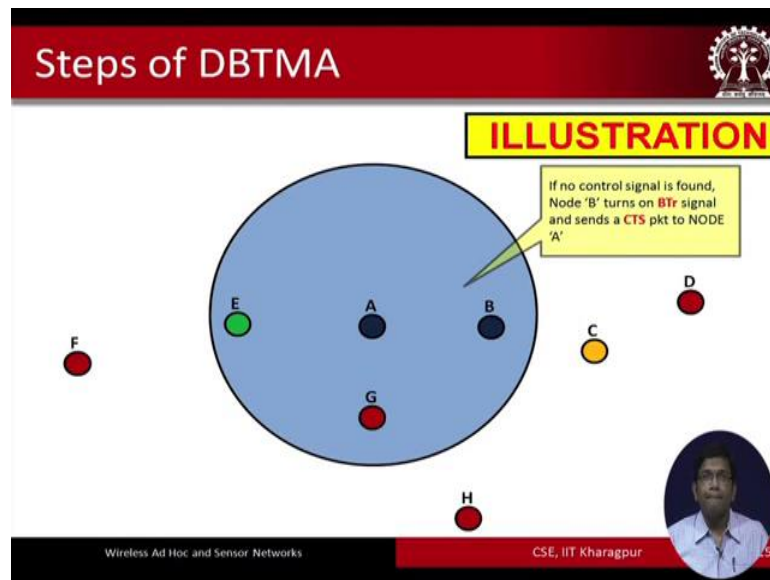 Steps of DBTMA
ILLUSTRATION
If no control signal is found,
Node 'B' turns on BTr signal
and sends a CTS pkt to NODE
'A'
D
E
A
B
C
F
G
H
Wireless Ad Hoc and Sensor Networks
CSE, IIT Kharagpur